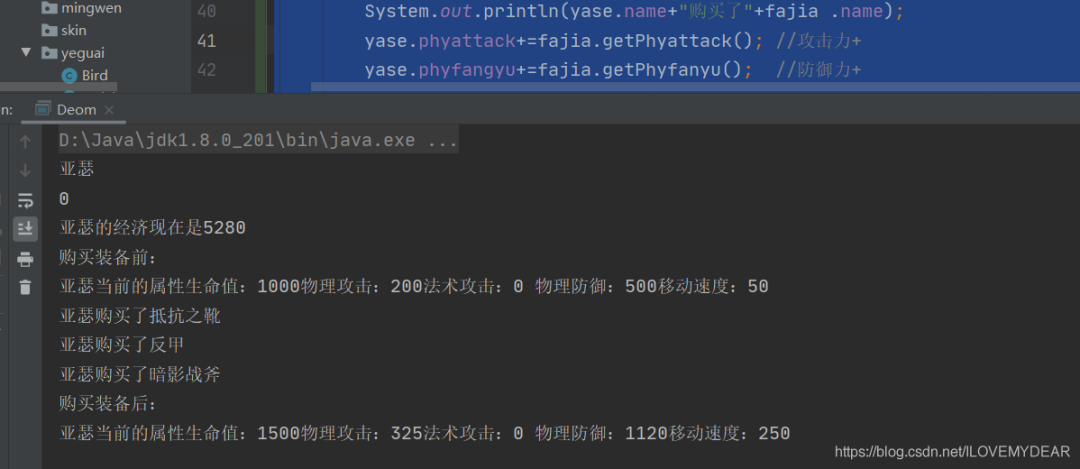 mingwen
skin
yeguai
Bird
40 System.out.println(yase.name+"购买了"+fajia .name);
41 yase.phyattack+=fajia.getPhyattack(); //攻击力+
42 yase.phyfangyu+=fajia.getPhyfanyu(); //防御力+
n: Deom
D:\Java\jdk1.8.0_201\bin\java.exe ...
亚瑟
0
亚瑟的经济现在是5280
购买装备前：
亚瑟当前的属性生命值：1000物理攻击：200法术攻击：0 物理防御：500移动速度：50
亚瑟购买了抵抗之靴
亚瑟购买了反甲
亚瑟购买了暗影战斧
购买装备后：
亚瑟当前的属性生命值：1500物理攻击：325法术攻击：0 物理防御：1120移动速度：250
https://blog.csdn.net/ILOVEMYDEAR